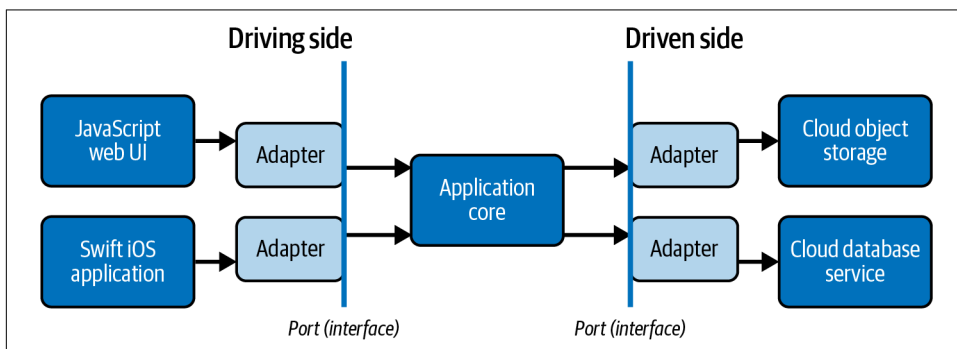 Driving side
Driven side
JavaScript
web UI
Adapter
Application
core
Adapter
Cloud object
storage
Swift iOS
application
Adapter
Adapter
Cloud database
service
Port (interface)
Port (interface)